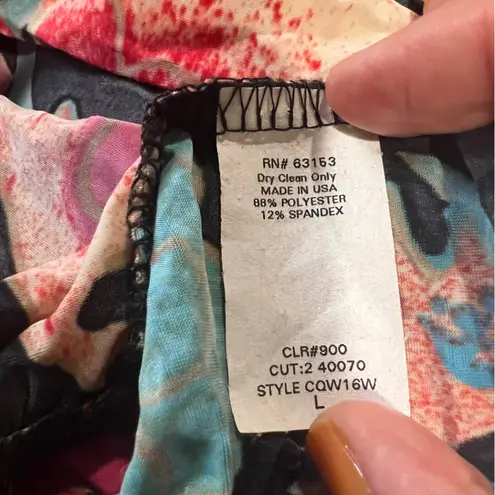 RN# 63153
Dry Clean Only
MADE IN USA
88% POLYESTER
12% SPANDEX
CLR#900
CUT:2 40070
STYLE CQW16W
L